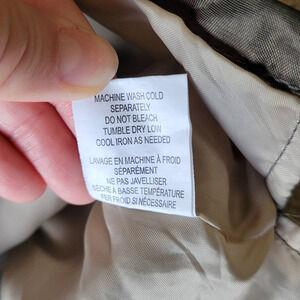 MACHINE WASH COLD
SEPARATELY
DO NOT BLEACH
TUMBLE DRY LOW
COOL IRON AS NEEDED
LAVAGE EN MACHINE À FROID
SÉPARÉMENT
NE PAS JAVELLISER
SÈCHE À BASSE TEMPÉRATURE
FER FROID SI NÉCESSAIRE